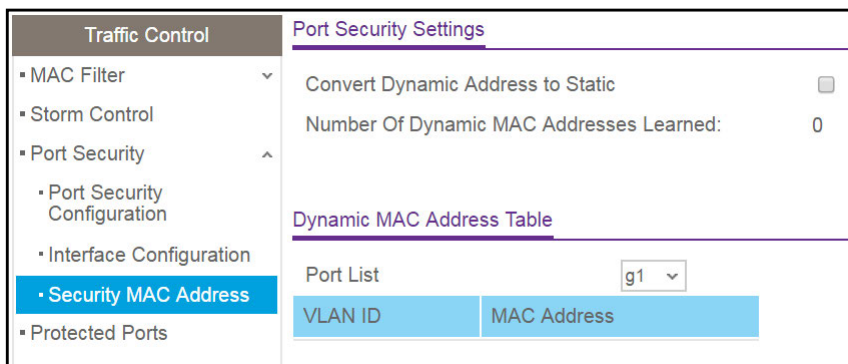 Traffic Control
MAC Filter
Storm Control
Port Security
Port Security
Configuration
Interface Configuration
Security MAC Address
Protected Ports
Port Security Settings
Convert Dynamic Address to Static
Number Of Dynamic MAC Addresses Learned: 0
Dynamic MAC Address Table
Port List g1
VLAN ID MAC Address